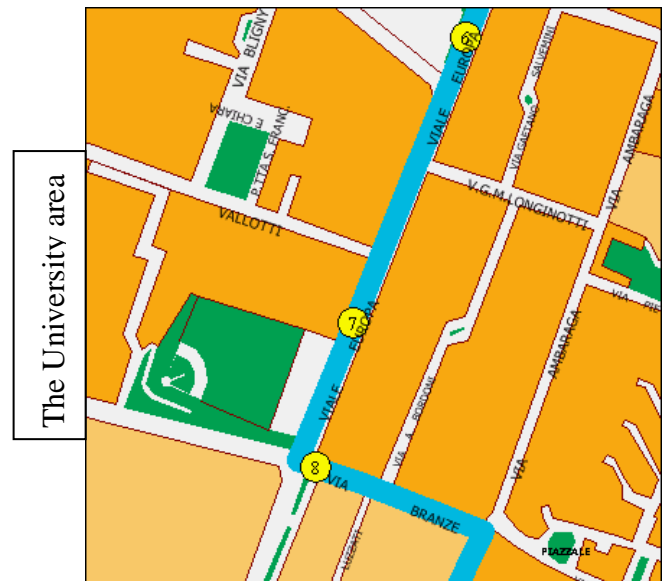 The University area
VIA BLIGNY
F. CHIARA
P.TTA S. FRANC.
VALLOTTI
6
VIALE EUROPA
VIA GAETANO SALVEMINI
VIA AMBARAGA
V.G.M.LONGINOTTI
VIA
7
VIALE EUROPA
VIA AMBARAGA
VIA A. BORDONI
8
VIA BRANZE
PIAZZALE